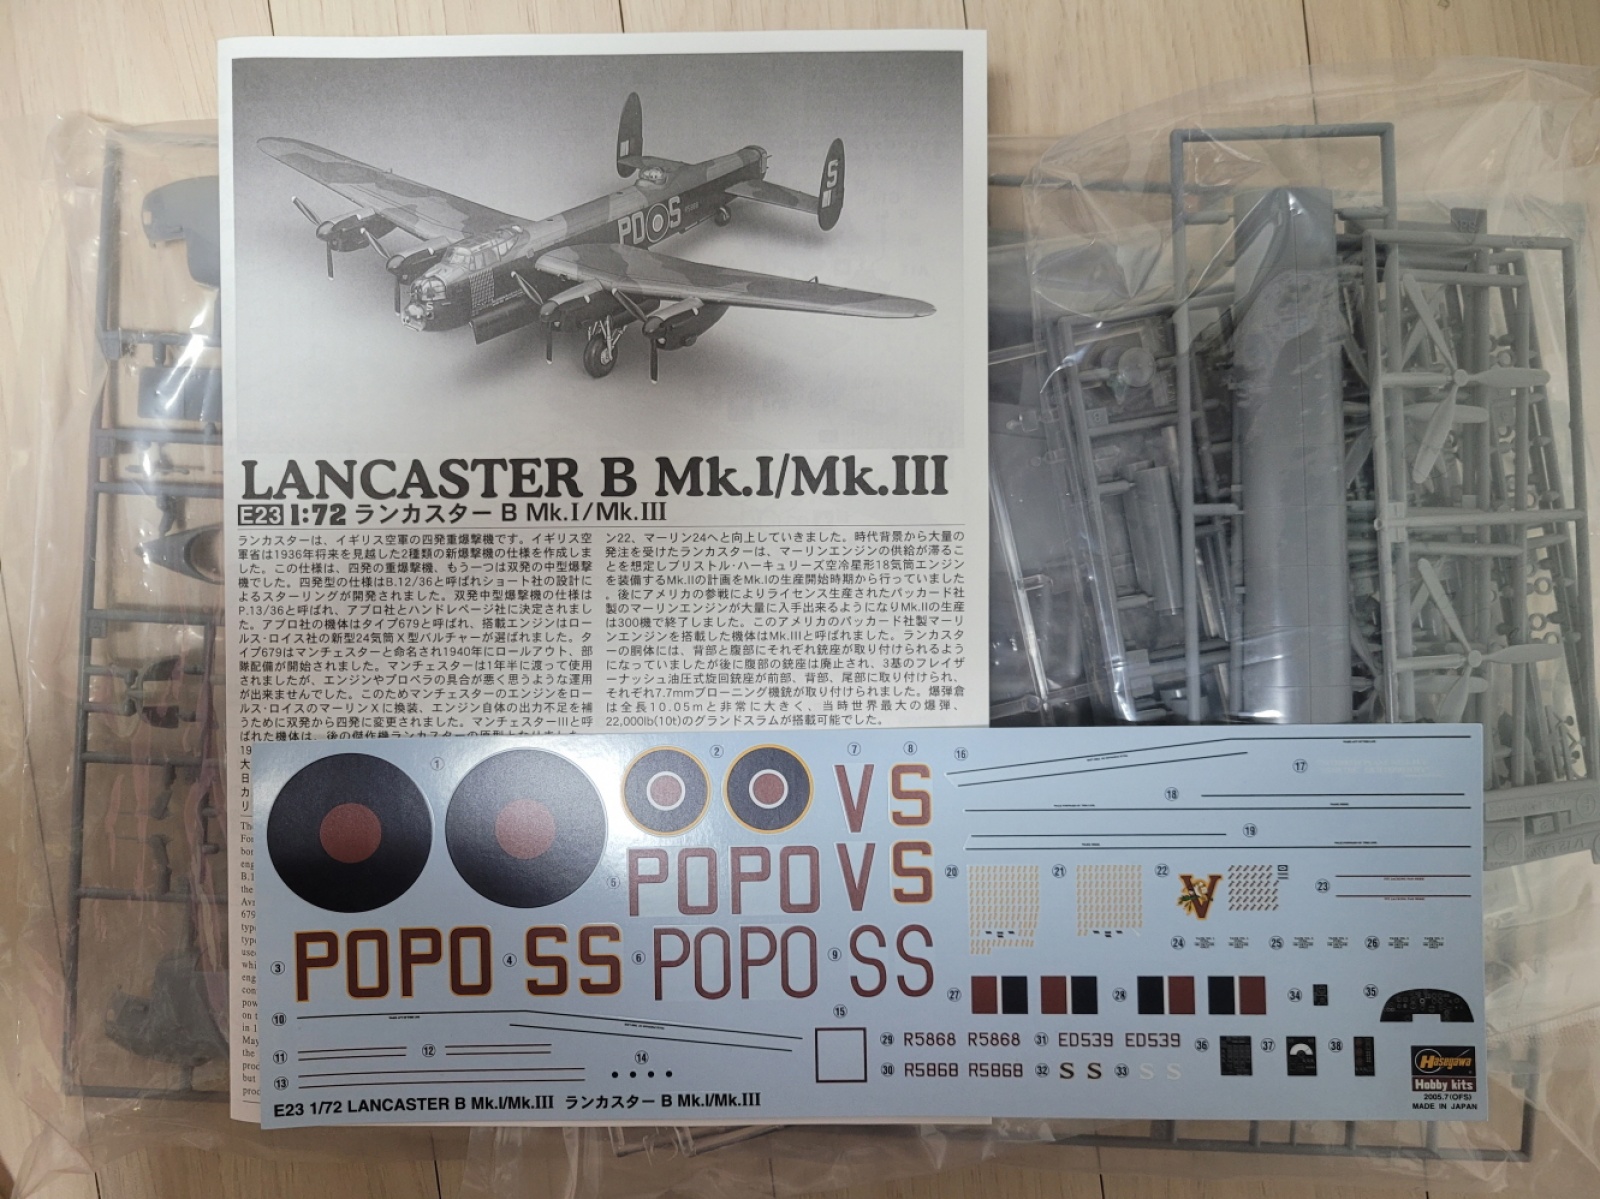 PO S
S
LANCASTER B Mk.I/Mk.III
E23 1:72 ランカスター B Mk.I/Mk.III
ランカスターは、イギリス空軍の四発重爆撃機です。イギリス空
軍省は1936年将来を見越した2種類の新爆撃機の仕様を作成しま
した。この仕様は、四発の重爆撃機、もう一つは双発の中型爆撃
機でした。四発型の仕様はB.12/36と呼ばれショート社の設計に
よるスターリングが開発されました。双発中型爆撃機の仕様は
P.13/36と呼ばれ、アブロ社とハンドレページ社に決定されまし
た。アブロ社の機体はタイプ679と呼ばれ、搭載エンジンはロー
ルス・ロイス社の新型24気筒X型バルチャーが選ばれました。タ
イプ679はマンチェスターと命名され1940年にロールアウト、部
隊配備が開始されました。マンチェスターは1年半に渡って使用
されましたが、エンジンやプロペラの具合が悪く思うような運用
が出来ませんでした。このためマンチェスターのエンジンをロー
ルス・ロイスのマーリンXに換装、エンジン自体の出力不足を補
うために双発から四発に変更されました。マンチェスターIIIと呼
ばれた機体は、後の傑作機ランカスターの原型となりました。
ン22、マーリン24へと向上していきました。時代背景から大量の
発注を受けたランカスターは、マーリンエンジンの供給が滞るこ
とを想定しブリストル・ハーキュリーズ空冷星形18気筒エンジン
を装備するMk.IIの計画をMk.Iの生産開始時期から行っていました
。後にアメリカの参戦によりライセンス生産されたパッカード社
製のマーリンエンジンが大量に入手出来るようになりMk.IIの生産
は300機で終了しました。このアメリカのパッカード社製マーリ
ンエンジンを搭載した機体はMk.IIIと呼ばれました。ランカスタ
ーの胴体には、背部と腹部にそれぞれ銃座が取り付けられるよう
になっていましたが後に腹部の銃座は廃止され、3基のフレイザ
ーナッシュ油圧式旋回銃座が前部、背部、尾部に取り付けられ、
それぞれ7.7mmブローニング機銃が取り付けられました。爆弾倉
は全長10.05mと非常に大きく、当時世界最大の爆弾、
22,000lb(10t)のグランドスラムが搭載可能でした。
1 2 7 8 16
V S
17
18
19
5 POPO V S
20 21 22 V 23
3 POPO 4 SS 6 POPO 9 SS
24 25 26
27 28 34 35
10 15
29 R5868 R5868 31 ED539 ED539 36 37 38
11 12 14
30 R5868 R5868 32 S S 33 S S
13
Hasegawa
Hobby kits
2005.7(OFS)
MADE IN JAPAN
E23 1/72 LANCASTER B Mk.I/Mk.III ランカスター B Mk.I/Mk.III